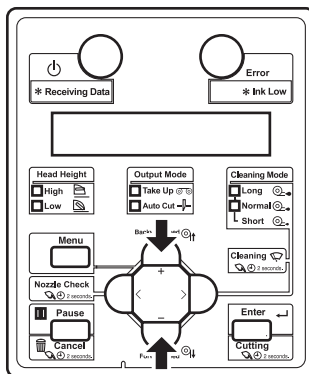 Error
* Receiving Data
* Ink Low
Head Height
High
Low
Output Mode
Take Up
Auto Cut
Cleaning Mode
Long
Normal
Short
Menu
+
Cleaning
2 seconds.
Nozzle Check
2 seconds.
< >
Pause
Cancel
2 seconds.
−
Enter
Cutting
2 seconds.